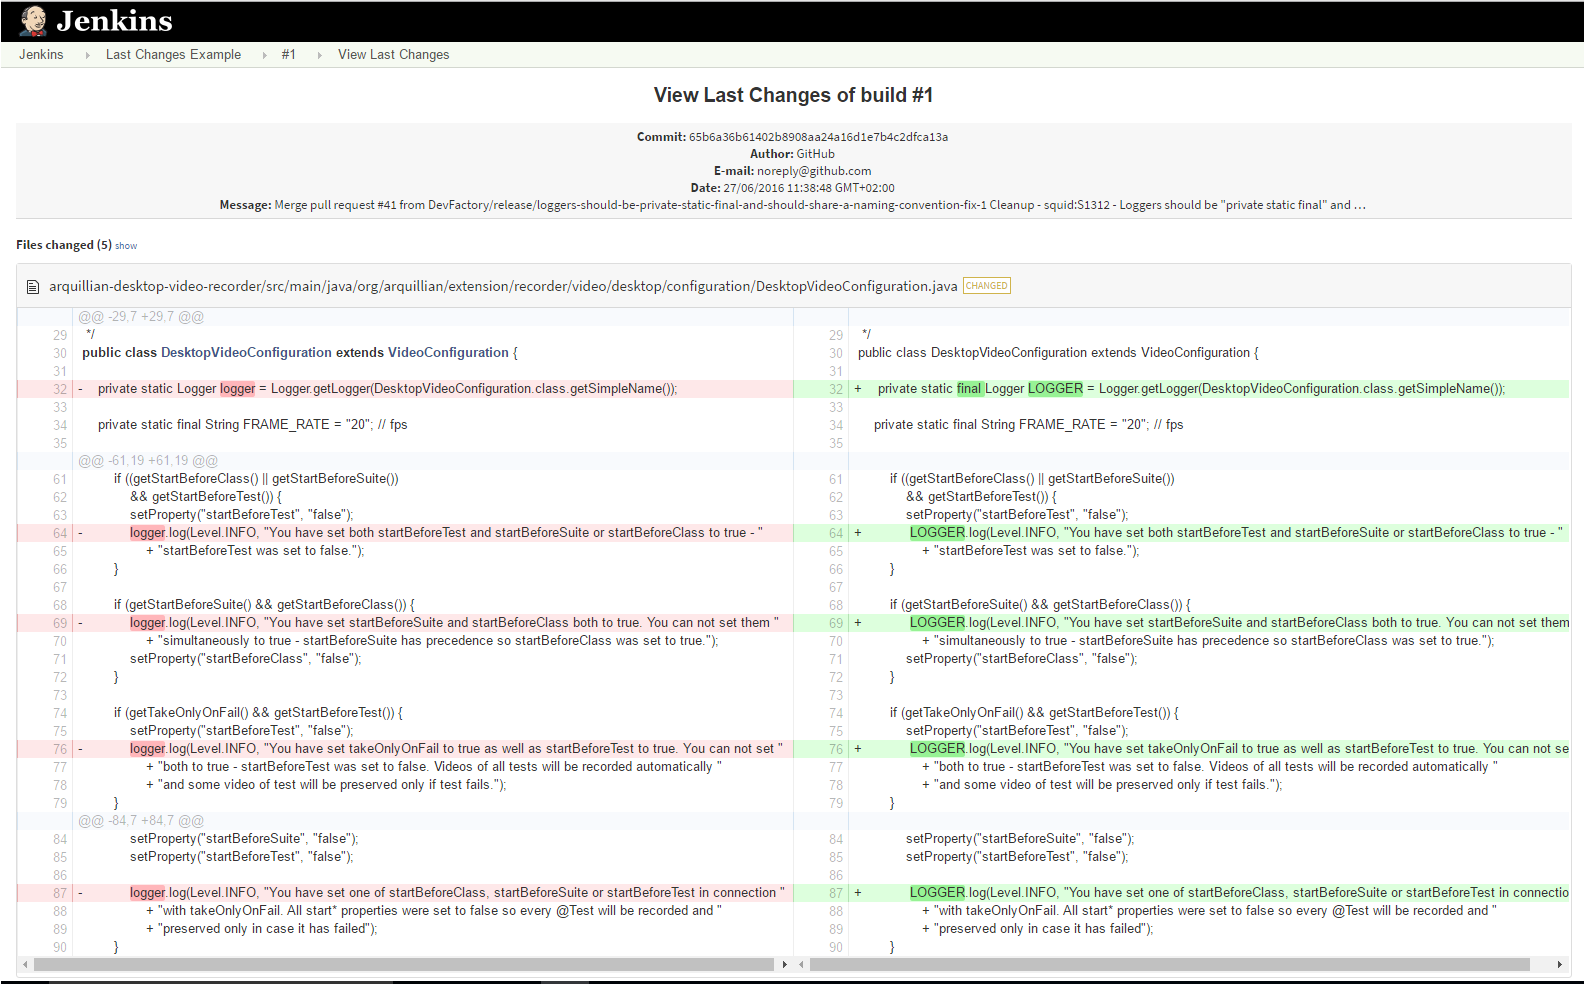 Jenkins
Jenkins Last Changes Example #1 View Last Changes
View Last Changes of build #1
Commit: 65b6a36b61402b8908aa24a16d1e7b4c2dfca13a
Author: GitHub
E-mail: noreply@github.com
Date: 27/06/2016 11:38:48 GMT+02:00
Message: Merge pull request #41 from DevFactory/release/loggers-should-be-private-static-final-and-should-share-a-naming-convention-fix-1 Cleanup - squid:S1312 - Loggers should be "private static final" and ...
Files changed (5) show
arquillian-desktop-video-recorder/src/main/java/org/arquillian/extension/recorder/video/desktop/configuration/DesktopVideoConfiguration.java CHANGED
@@ -29,7 +29,7 @@
29 */
30 public class DesktopVideoConfiguration extends VideoConfiguration {
31
32 - private static Logger logger = Logger.getLogger(DesktopVideoConfiguration.class.getSimpleName());
33
34 private static final String FRAME_RATE = "20"; // fps
35
@@ -61,19 +61,19 @@
61 if ((getStartBeforeClass() || getStartBeforeSuite())
62 && getStartBeforeTest()) {
63 setProperty("startBeforeTest", "false");
64 - logger.log(Level.INFO, "You have set both startBeforeTest and startBeforeSuite or startBeforeClass to true - "
65 + "startBeforeTest was set to false.");
66 }
67
68 if (getStartBeforeSuite() && getStartBeforeClass()) {
69 - logger.log(Level.INFO, "You have set startBeforeSuite and startBeforeClass both to true. You can not set them "
70 + "simultaneously to true - startBeforeSuite has precedence so startBeforeClass was set to true.");
71 setProperty("startBeforeClass", "false");
72 }
73
74 if (getTakeOnlyOnFail() && getStartBeforeTest()) {
75 setProperty("startBeforeTest", "false");
76 - logger.log(Level.INFO, "You have set takeOnlyOnFail to true as well as startBeforeTest to true. You can not set "
77 + "both to true - startBeforeTest was set to false. Videos of all tests will be recorded automatically "
78 + "and some video of test will be preserved only if test fails.");
79 }
@@ -84,7 +84,7 @@
84 setProperty("startBeforeSuite", "false");
85 setProperty("startBeforeTest", "false");
86
87 - logger.log(Level.INFO, "You have set one of startBeforeClass, startBeforeSuite or startBeforeTest in connection "
88 + "with takeOnlyOnFail. All start* properties were set to false so every @Test will be recorded and "
89 + "preserved only in case it has failed");
90 }
29 */
30 public class DesktopVideoConfiguration extends VideoConfiguration {
31
32 + private static final Logger LOGGER = Logger.getLogger(DesktopVideoConfiguration.class.getSimpleName());
33
34 private static final String FRAME_RATE = "20"; // fps
35
61 if ((getStartBeforeClass() || getStartBeforeSuite())
62 && getStartBeforeTest()) {
63 setProperty("startBeforeTest", "false");
64 + LOGGER.log(Level.INFO, "You have set both startBeforeTest and startBeforeSuite or startBeforeClass to true - "
65 + "startBeforeTest was set to false.");
66 }
67
68 if (getStartBeforeSuite() && getStartBeforeClass()) {
69 + LOGGER.log(Level.INFO, "You have set startBeforeSuite and startBeforeClass both to true. You can not set them
70 + "simultaneously to true - startBeforeSuite has precedence so startBeforeClass was set to true.");
71 setProperty("startBeforeClass", "false");
72 }
73
74 if (getTakeOnlyOnFail() && getStartBeforeTest()) {
75 setProperty("startBeforeTest", "false");
76 + LOGGER.log(Level.INFO, "You have set takeOnlyOnFail to true as well as startBeforeTest to true. You can not se
77 + "both to true - startBeforeTest was set to false. Videos of all tests will be recorded automatically "
78 + "and some video of test will be preserved only if test fails.");
79 }
84 setProperty("startBeforeSuite", "false");
85 setProperty("startBeforeTest", "false");
86
87 + LOGGER.log(Level.INFO, "You have set one of startBeforeClass, startBeforeSuite or startBeforeTest in connectio
88 + "with takeOnlyOnFail. All start* properties were set to false so every @Test will be recorded and "
89 + "preserved only in case it has failed");
90 }